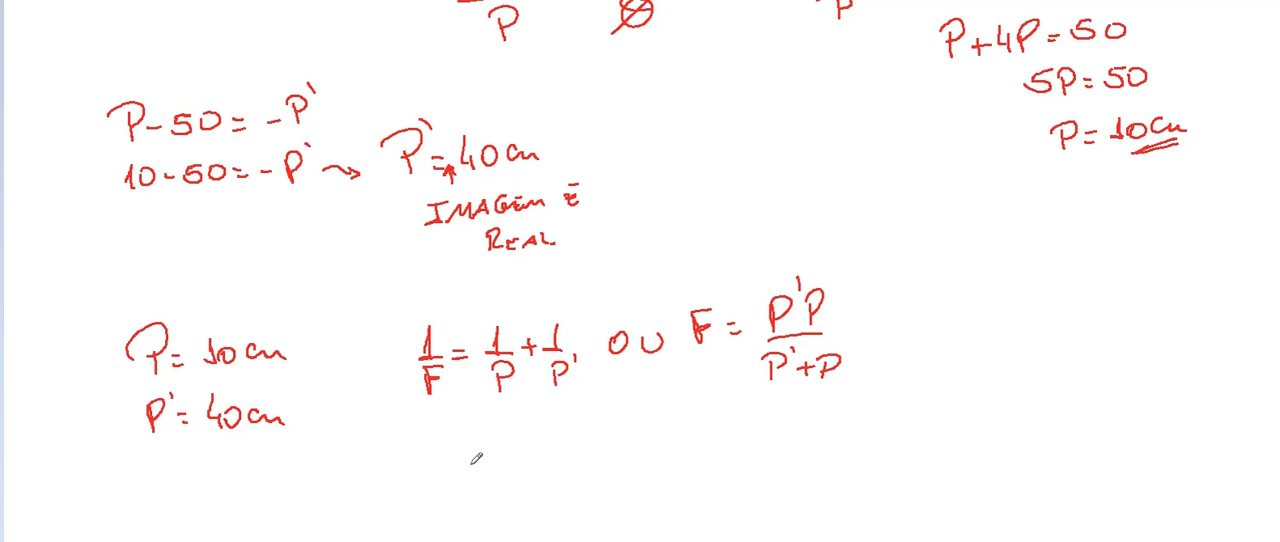 P
P + 4P = 50
5P = 50
P = 10cm
P - 50 = -P'
10 - 50 = -P' → P' = 40cm
IMAGEM É
REAL
P = 10cm
P' = 40cm
1/F = 1/P + 1/P' OU F = P'P/P'+P